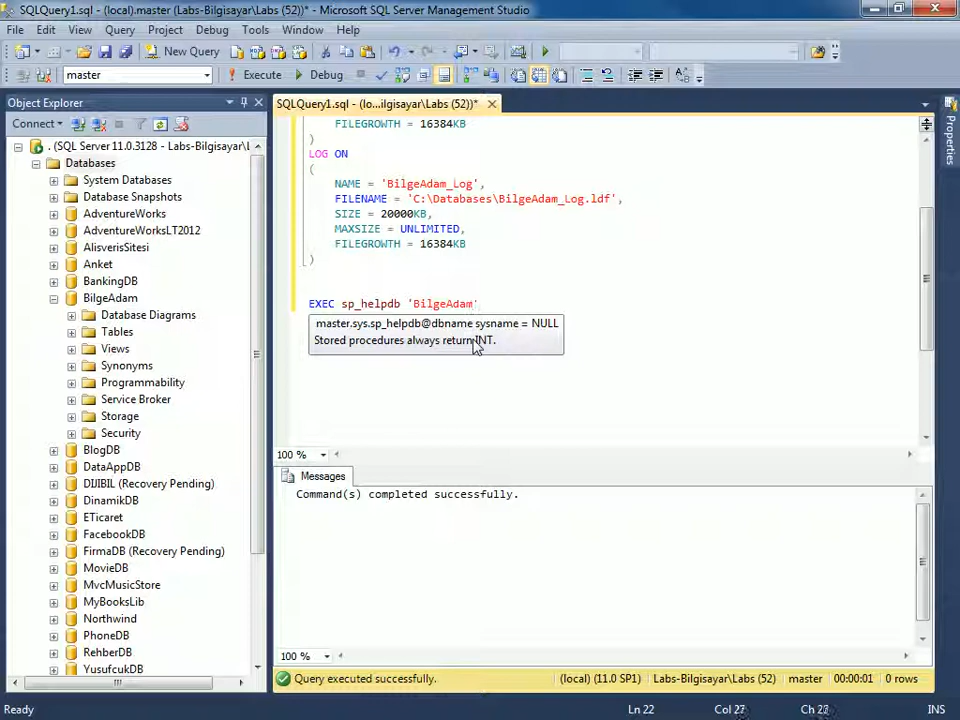 SQLQuery1.sql - (local).master (Labs-Bilgisayar\Labs (52))* - Microsoft SQL Server Management Studio
File Edit View Query Project Debug Tools Window Help
New Query
master Execute Debug
Object Explorer
SQLQuery1.sql - (lo...ilgisayar\Labs (52))*
Properties
Connect
. (SQL Server 11.0.3128 - Labs-Bilgisayar\L
Databases
System Databases
Database Snapshots
AdventureWorks
AdventureWorksLT2012
AlisverisSitesi
Anket
BankingDB
BilgeAdam
Database Diagrams
Tables
Views
Synonyms
Programmability
Service Broker
Storage
Security
BlogDB
DataAppDB
DIJIBIL (Recovery Pending)
DinamikDB
ETicaret
FacebookDB
FirmaDB (Recovery Pending)
MovieDB
MvcMusicStore
MyBooksLib
Northwind
PhoneDB
RehberDB
YusufcukDB
FILEGROWTH = 16384KB
)
LOG ON
(
NAME = 'BilgeAdam_Log',
FILENAME = 'C:\Databases\BilgeAdam_Log.ldf',
SIZE = 20000KB,
MAXSIZE = UNLIMITED,
FILEGROWTH = 16384KB
)
EXEC sp_helpdb 'BilgeAdam'
master.sys.sp_helpdb@dbname sysname = NULL
Stored procedures always return INT.
100 %
Messages
Command(s) completed successfully.
100 %
Query executed successfully. (local) (11.0 SP1) Labs-Bilgisayar\Labs (52) master 00:00:01 0 rows
Ready Ln 22 Col 27 Ch 27 INS